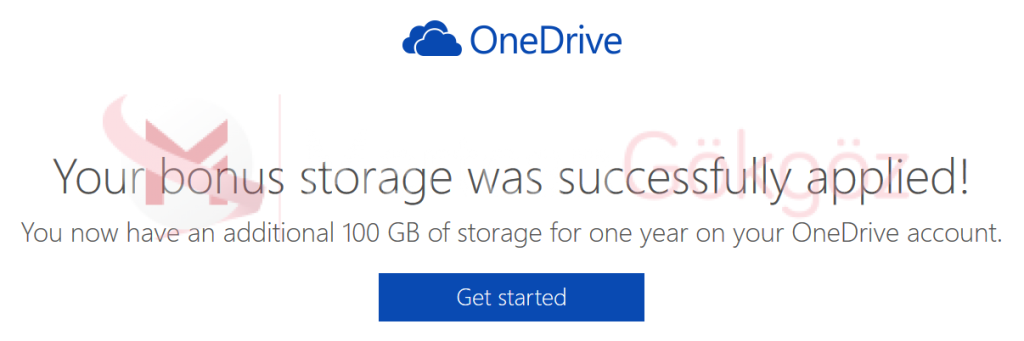 OneDrive
Gökgöz
Your bonus storage was successfully applied!
You now have an additional 100 GB of storage for one year on your OneDrive account.
Get started